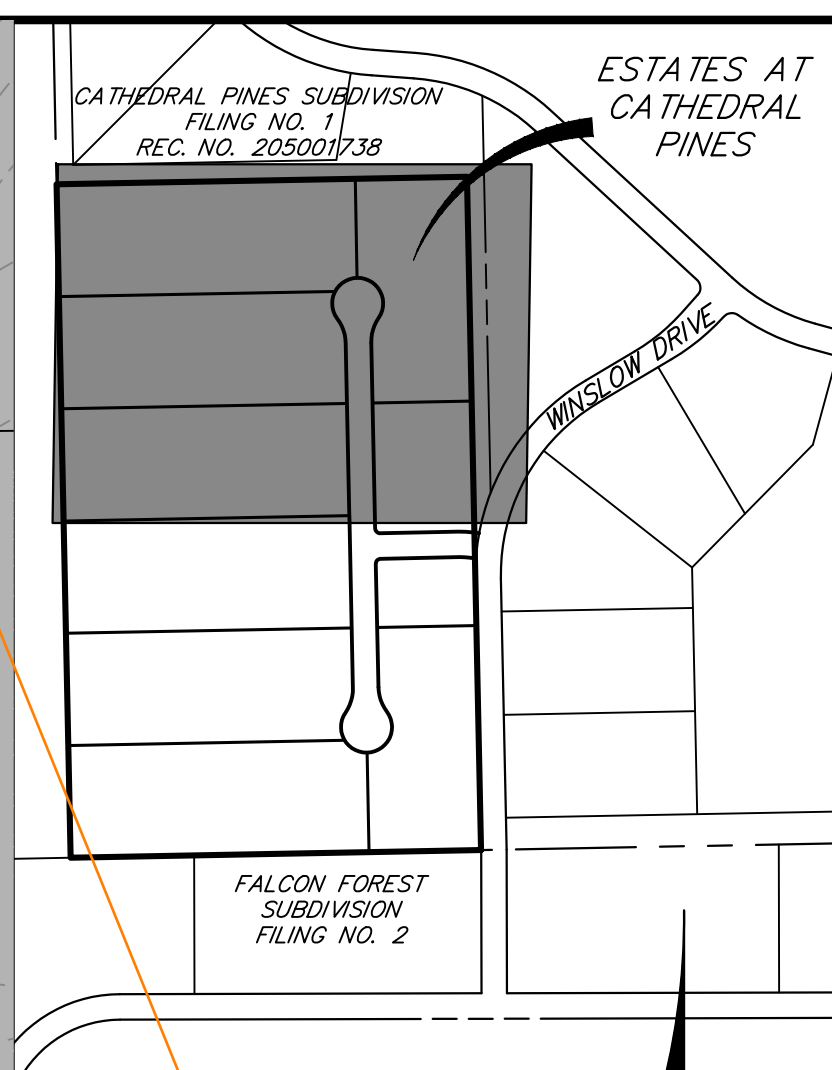 ESTATES AT
CATHEDRAL
PINES
CATHEDRAL PINES SUBDIVISION
FILING NO. 1
REC. NO. 205001738
WINSLOW DRIVE
FALCON FOREST
SUBDIVISION
FILING NO. 2